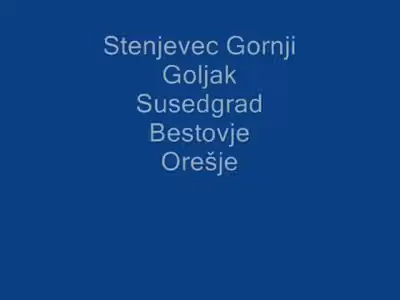 Stenjevec Gornji
Goljak
Susedgrad
Bestovje
Orešje